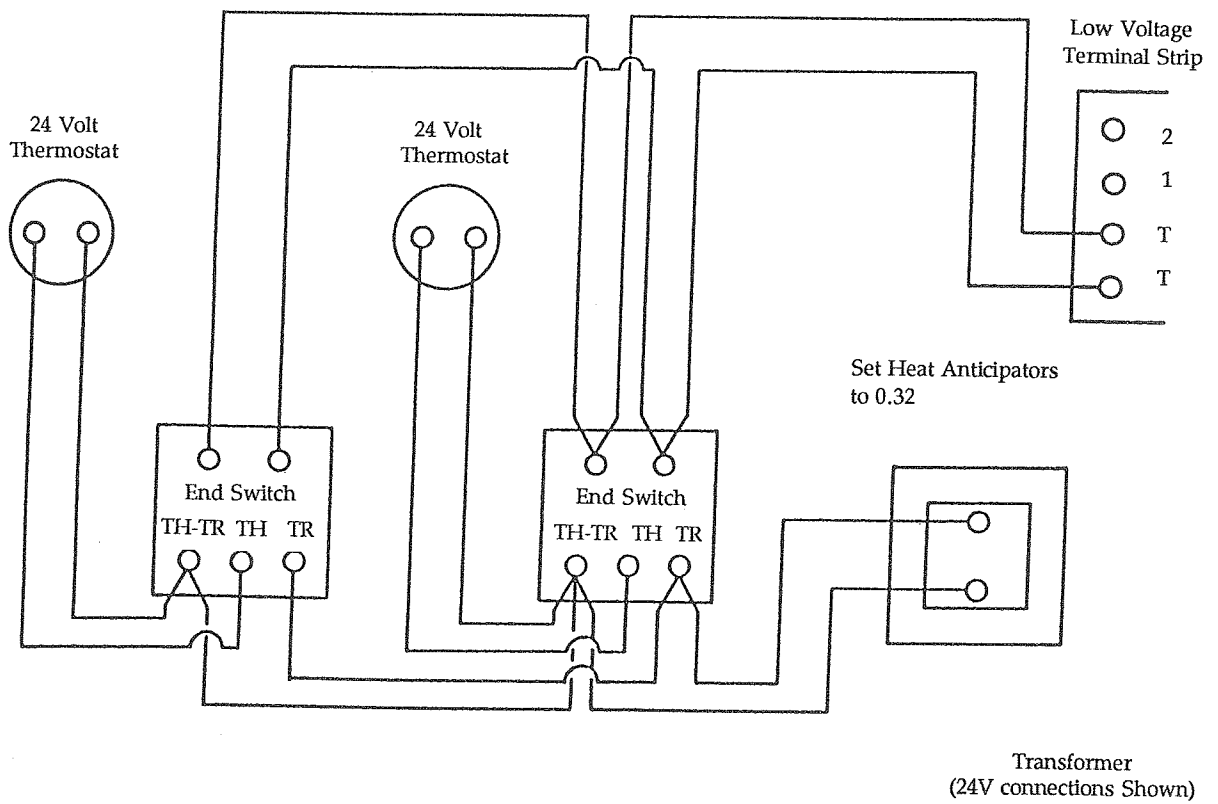 Low Voltage
Terminal Strip
24 Volt
Thermostat
24 Volt
Thermostat
2
1
T
T
Set Heat Anticipators
to 0.32
End Switch
TH-TR TH TR
End Switch
TH-TR TH TR
Transformer
(24V connections Shown)